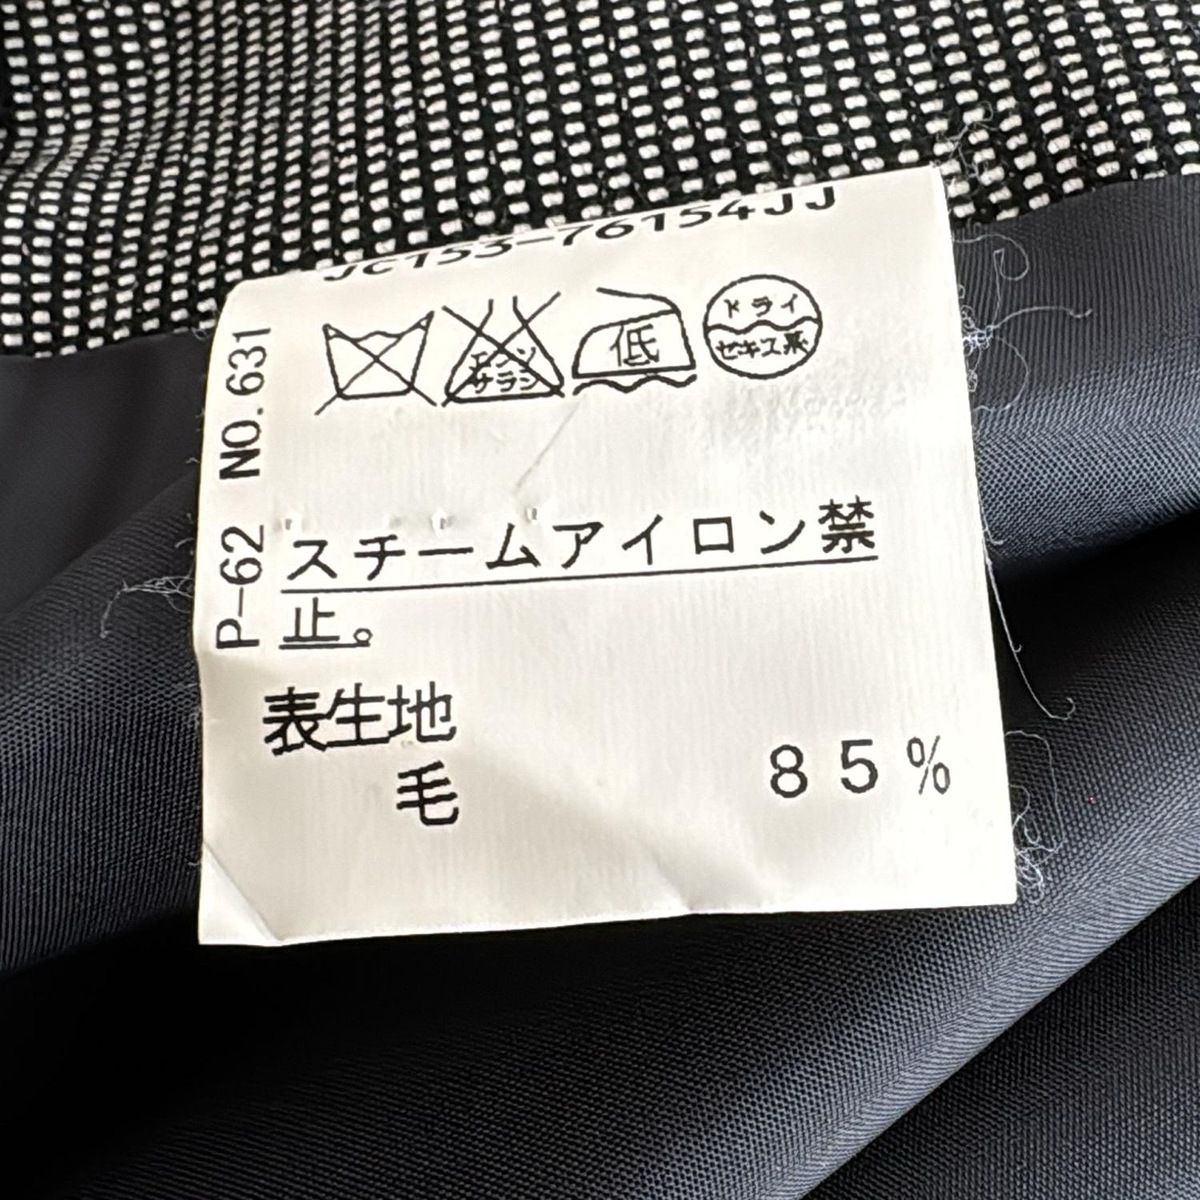 JC153-76154JJ
エンソ
サラシ
低
ドライ
セキユ系
スチームアイロン禁
止。
表生地
毛 85%
P-62 NO.631